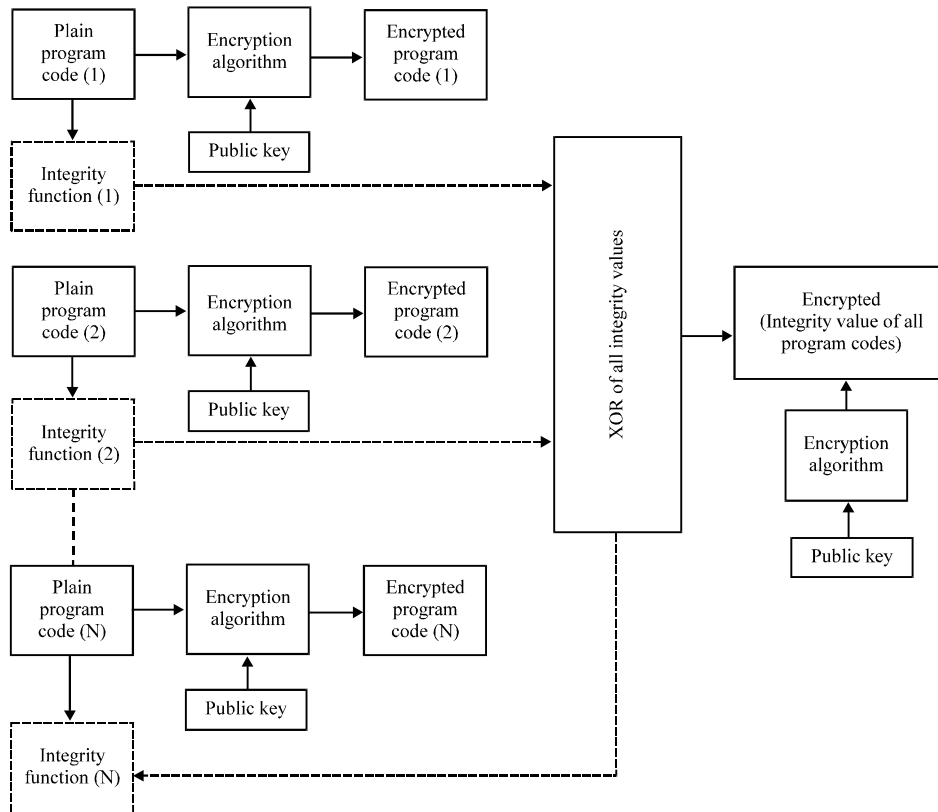 Plain
program
code (1)
Encryption
algorithm
Encrypted
program
code (1)
Public key
Integrity
function (1)
Plain
program
code (2)
Encryption
algorithm
Encrypted
program
code (2)
Public key
Integrity
function (2)
Plain
program
code (N)
Encryption
algorithm
Encrypted
program
code (N)
Public key
Integrity
function (N)
XOR of all integrity values
Encrypted
(Integrity value of all
program codes)
Encryption
algorithm
Public key